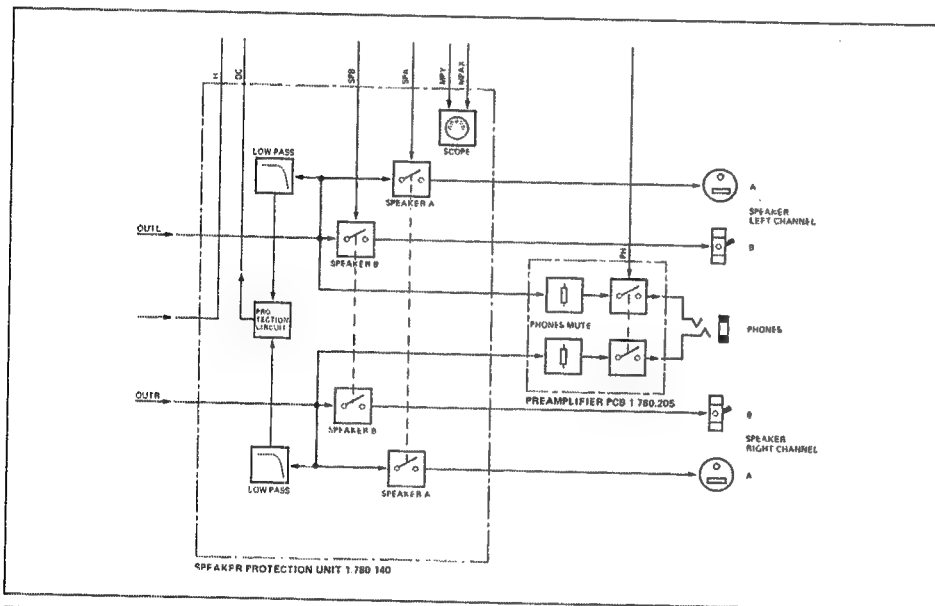 H
DC
SPB
SPA
MPY
MPAX
SCOPE
LOW PASS
SPEAKER A
A
SPEAKER
LEFT CHANNEL
OUTL
SPEAKER B
B
PH
PRO
TECTION
CIRCUIT
PHONES MUTE
PHONES
PREAMPLIFIER PCB 1.780.205
OUTR
SPEAKER B
B
SPEAKER
RIGHT CHANNEL
LOW PASS
SPEAKER A
A
SPEAKER PROTECTION UNIT 1.780.140